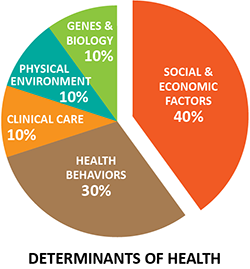 GENES &
BIOLOGY
10%
PHYSICAL
ENVIRONMENT
10%
CLINICAL CARE
10%
HEALTH
BEHAVIORS
30%
SOCIAL &
ECONOMIC
FACTORS
40%
DETERMINANTS OF HEALTH